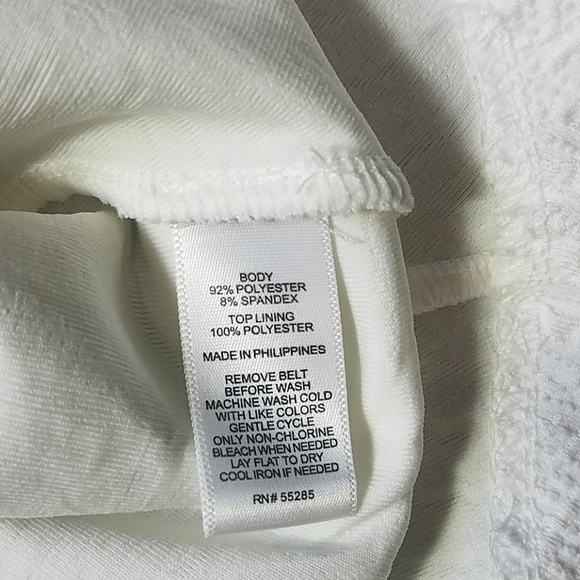 BODY
92% POLYESTER
8% SPANDEX
TOP LINING
100% POLYESTER
MADE IN PHILIPPINES
REMOVE BELT
BEFORE WASH
MACHINE WASH COLD
WITH LIKE COLORS
GENTLE CYCLE
ONLY NON-CHLORINE
BLEACH WHEN NEEDED
LAY FLAT TO DRY
COOL IRON IF NEEDED
RN# 55285